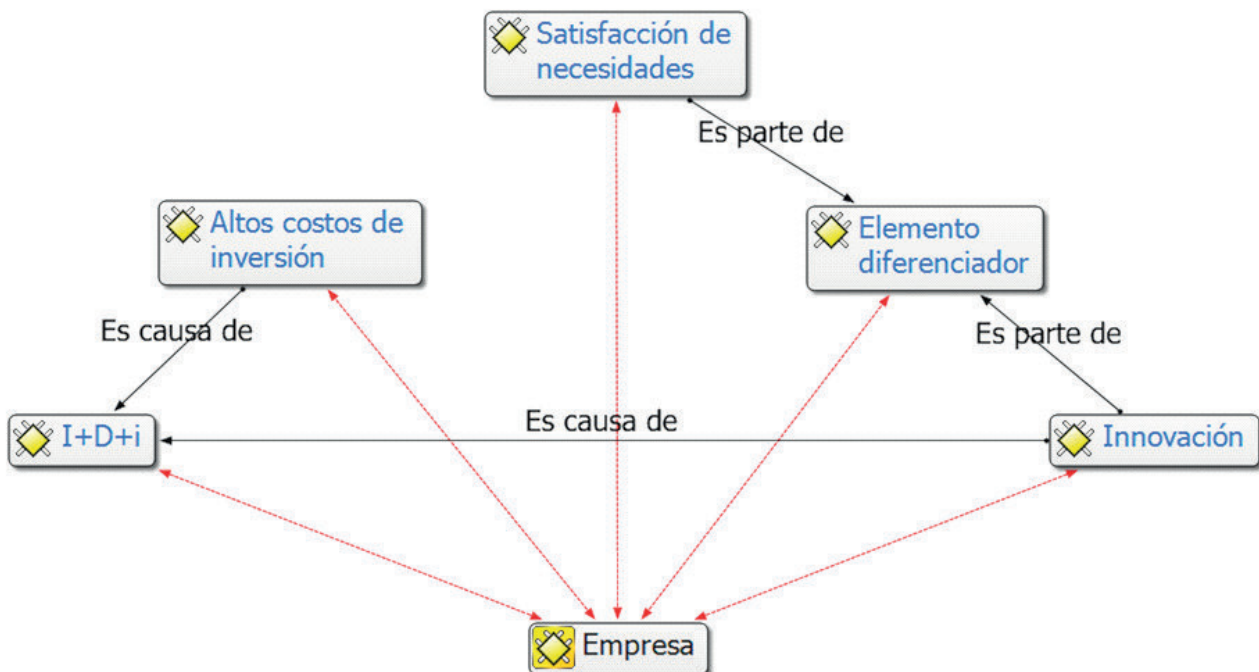 Satisfacción de
necesidades
Es parte de
Altos costos de
inversión
Elemento
diferenciador
Es causa de
Es parte de
I+D+i
Es causa de
Innovación
Empresa